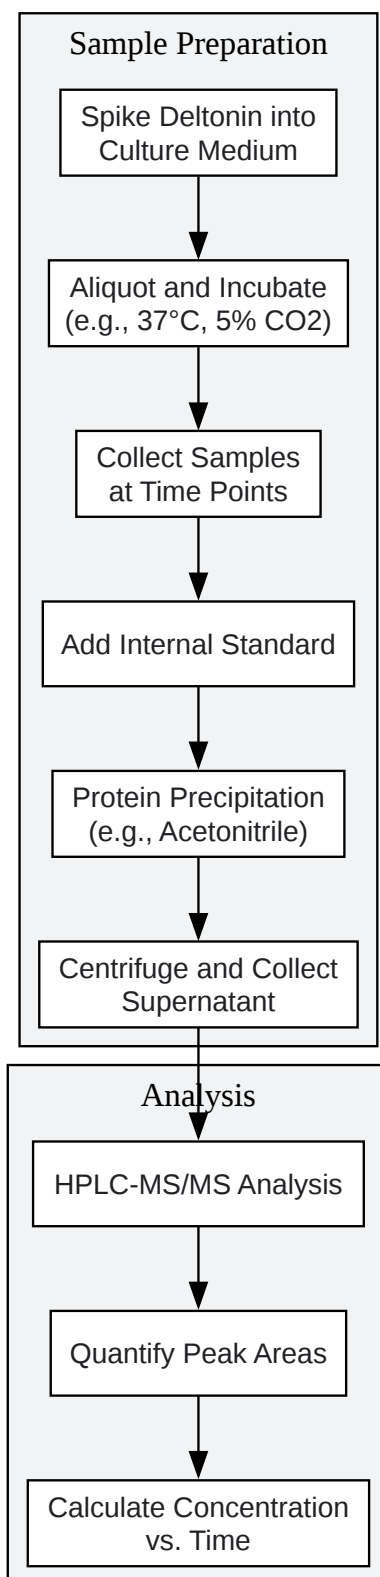 Sample Preparation
Spike Deltonin into
Culture Medium
Aliquot and Incubate
(e.g., 37°C, 5% CO2)
Collect Samples
at Time Points
Add Internal Standard
Protein Precipitation
(e.g., Acetonitrile)
Centrifuge and Collect
Supernatant
Analysis
HPLC-MS/MS Analysis
Quantify Peak Areas
Calculate Concentration
vs. Time